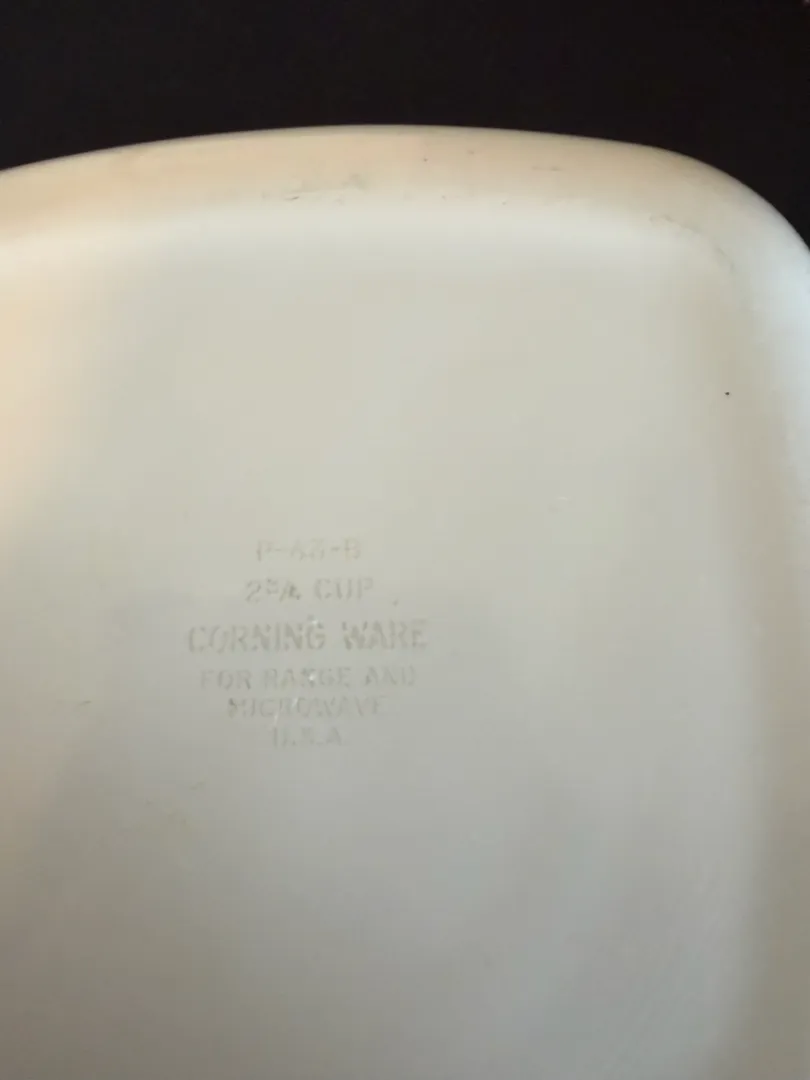 P-43-B
2¾ CUP
CORNING WARE
FOR RANGE AND
MICROWAVE
U.S.A.